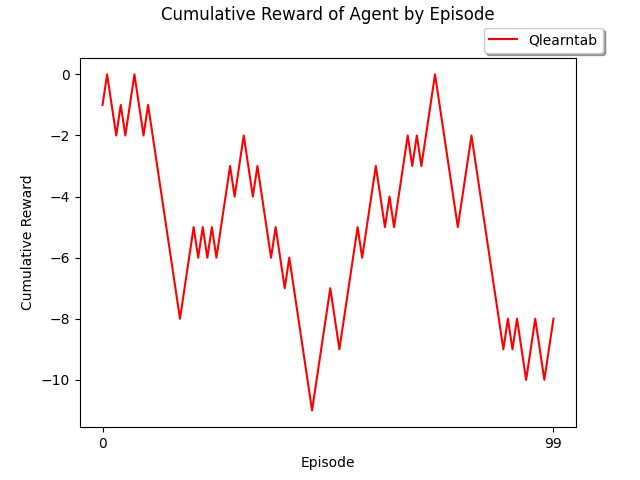 Cumulative Reward of Agent by Episode
Qlearntab
0
−2
−4
−6
−8
−10
Cumulative Reward
0 99
Episode